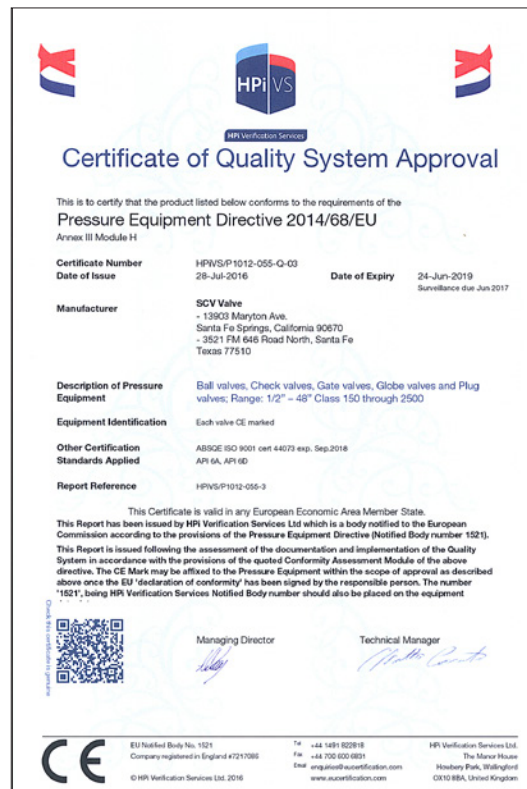 HPi VS
HPi Verification Services
Certificate of Quality System Approval
This is to certify that the product listed below conforms to the requirements of the
Pressure Equipment Directive 2014/68/EU
Annex III Module H
Certificate Number HPiVS/P1012-055-Q-03
Date of Issue 28-Jul-2016 Date of Expiry 24-Jun-2019
Surveillance due Jun 2017
Manufacturer SCV Valve
- 13903 Maryton Ave.
Santa Fe Springs, California 90670
- 3521 FM 646 Road North, Santa Fe
Texas 77510
Description of Pressure Ball valves, Check valves, Gate valves, Globe valves and Plug
Equipment valves; Range: 1/2" – 48" Class 150 through 2500
Equipment Identification Each valve CE marked
Other Certification ABSQE ISO 9001 cert 44073 exp. Sep.2018
Standards Applied API 6A, API 6D
Report Reference HPiVS/P1012-055-3
This Certificate is valid in any European Economic Area Member State.
This Report has been issued by HPi Verification Services Ltd which is a body notified to the European
Commission according to the provisions of the Pressure Equipment Directive (Notified Body number 1521).
This Report is issued following the assessment of the documentation and implementation of the Quality
System in accordance with the provisions of the quoted Conformity Assessment Module of the above
directive. The CE Mark may be affixed to the Pressure Equipment within the scope of approval as described
above once the EU 'declaration of conformity' has been signed by the responsible person. The number
'1521', being HPi Verification Services Notified Body number should also be placed on the equipment
Check this certificate is genuine
Managing Director Technical Manager
CE
EU Notified Body No. 1521
Company registered in England #7217086
© HPi Verification Services Ltd. 2016
Tel +44 1491 822818
Fax +44 700 600 6831
Email enquiries@eucertification.com
www.eucertification.com
HPi Verification Services Ltd.
The Manor House
Howbery Park, Wallingford
OX10 8BA, United Kingdom